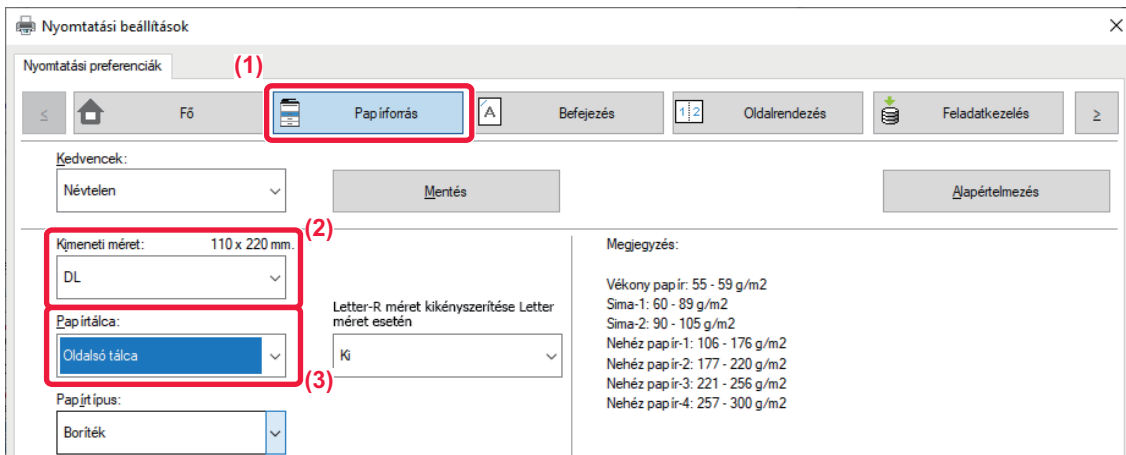 Nyomtatási beállítások
Nyomtatási preferenciák
(1)
Fő
Papírforrás
Befejezés
Oldalrendezés
Feladatkezelés
Kedvencek:
Névtelen
Mentés
Alapértelmezés
(2)
Kimeneti méret: 110 x 220 mm.
DL
Papírtálca:
Oldalsó tálca
(3)
Papírtípus:
Boríték
Letter-R méret kikényszerítése Letter
méret esetén
Ki
Megjegyzés:
Vékony papír: 55 - 59 g/m2
Sima-1: 60 - 89 g/m2
Sima-2: 90 - 105 g/m2
Nehéz papír-1: 106 - 176 g/m2
Nehéz papír-2: 177 - 220 g/m2
Nehéz papír-3: 221 - 256 g/m2
Nehéz papír-4: 257 - 300 g/m2